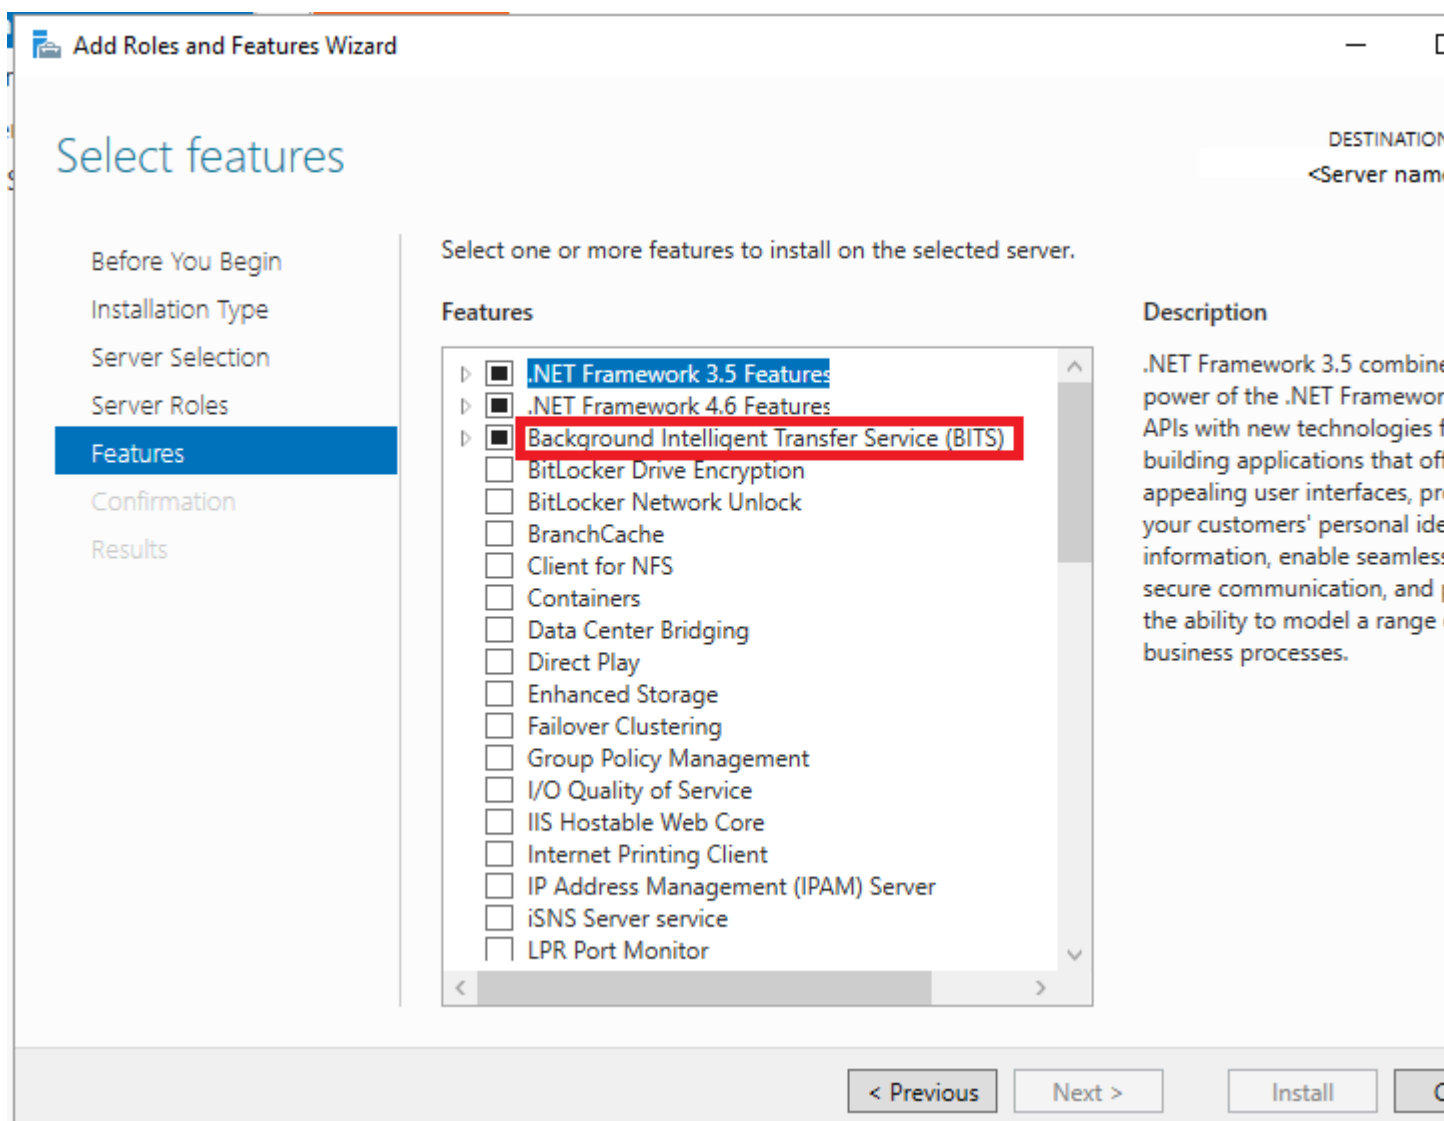 Add Roles and Features Wizard
Select features
DESTINATION
<Server name
Before You Begin
Installation Type
Server Selection
Server Roles
Features
Confirmation
Results
Select one or more features to install on the selected server.
Features
.NET Framework 3.5 Features
.NET Framework 4.6 Features
Background Intelligent Transfer Service (BITS)
BitLocker Drive Encryption
BitLocker Network Unlock
BranchCache
Client for NFS
Containers
Data Center Bridging
Direct Play
Enhanced Storage
Failover Clustering
Group Policy Management
I/O Quality of Service
IIS Hostable Web Core
Internet Printing Client
IP Address Management (IPAM) Server
iSNS Server service
LPR Port Monitor
Description
.NET Framework 3.5 combine
power of the .NET Framewor
APIs with new technologies
building applications that off
appealing user interfaces, pr
your customers' personal ide
information, enable seamless
secure communication, and
the ability to model a range
business processes.
< Previous
Next >
Install